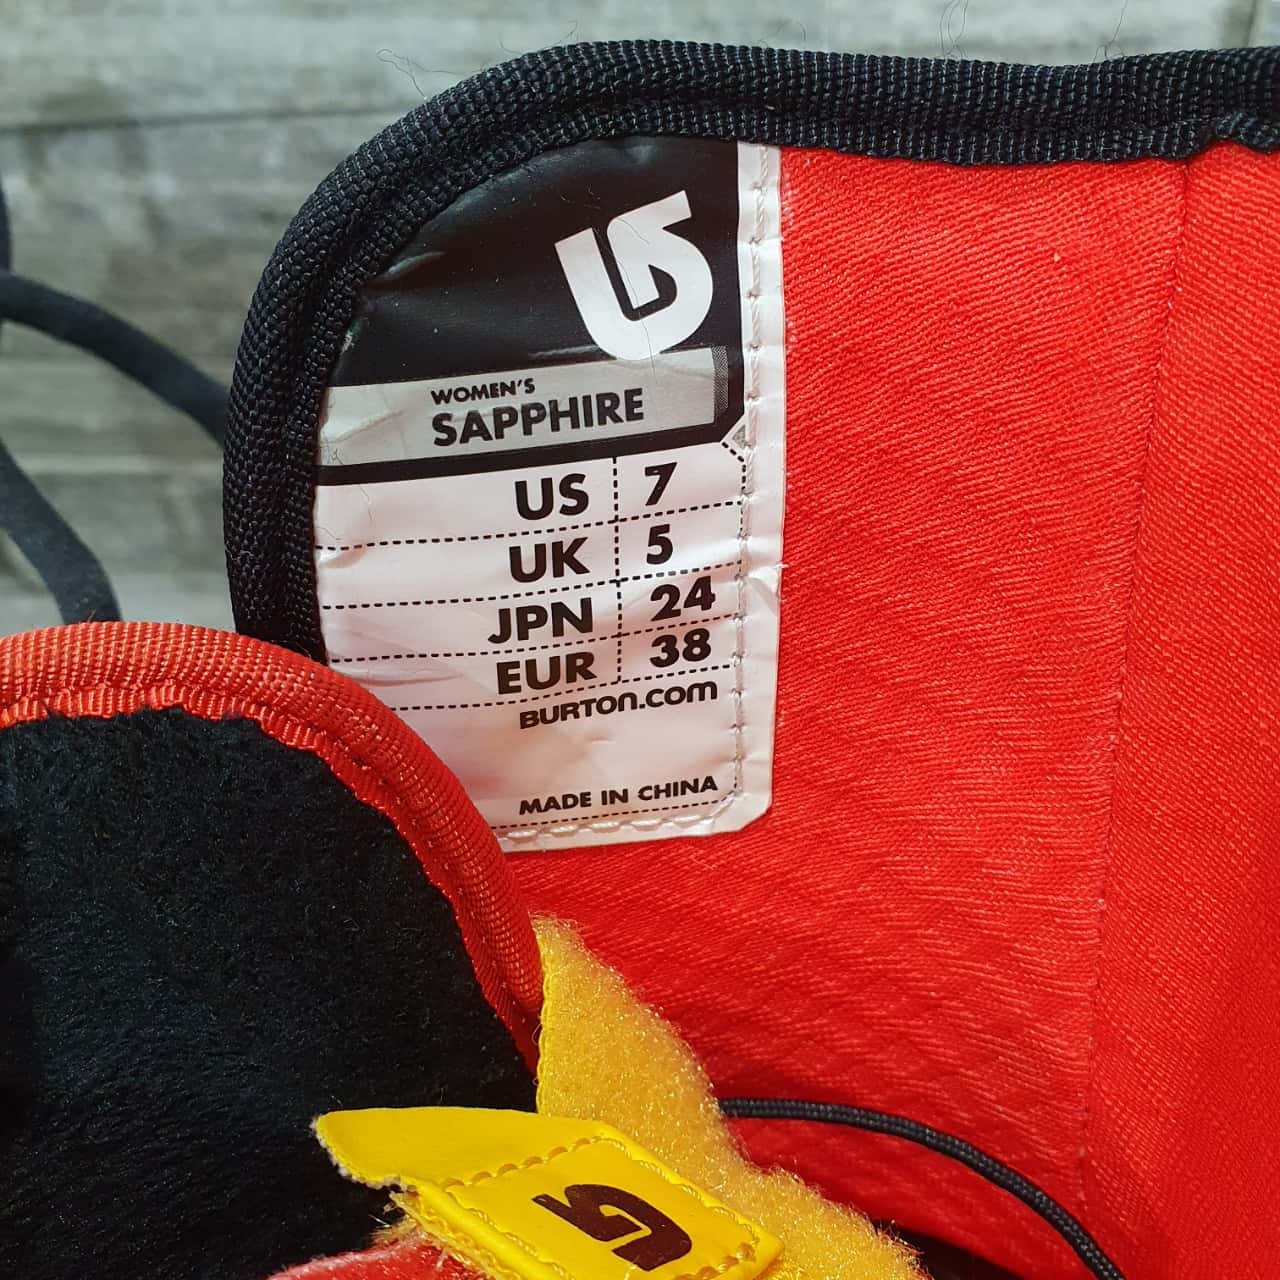 WOMEN'S
SAPPHIRE
US 7
UK 5
JPN 24
EUR 38
BURTON.COM
MADE IN CHINA